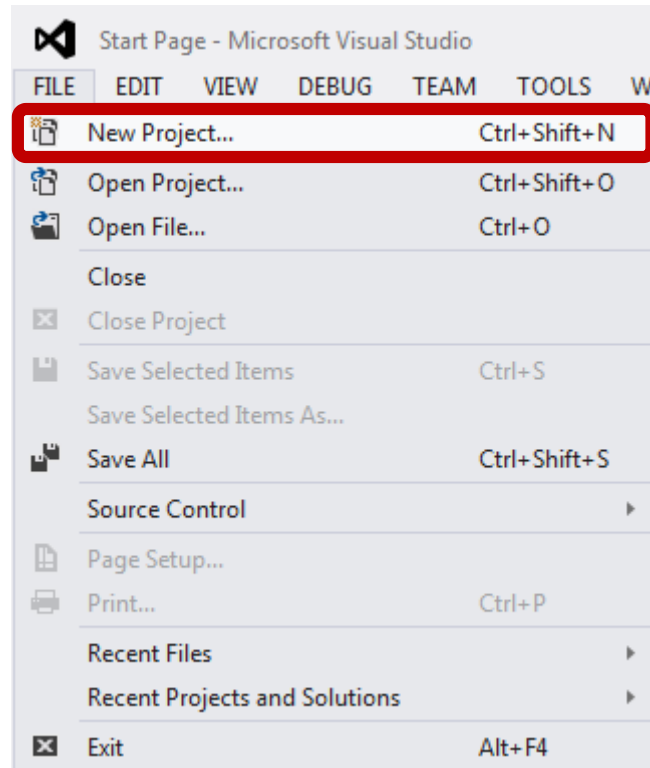 Start Page - Microsoft Visual Studio
FILE EDIT VIEW DEBUG TEAM TOOLS W
New Project... Ctrl+Shift+N
Open Project... Ctrl+Shift+O
Open File... Ctrl+O
Close
Close Project
Save Selected Items Ctrl+S
Save Selected Items As...
Save All Ctrl+Shift+S
Source Control
Page Setup...
Print... Ctrl+P
Recent Files
Recent Projects and Solutions
Exit Alt+F4